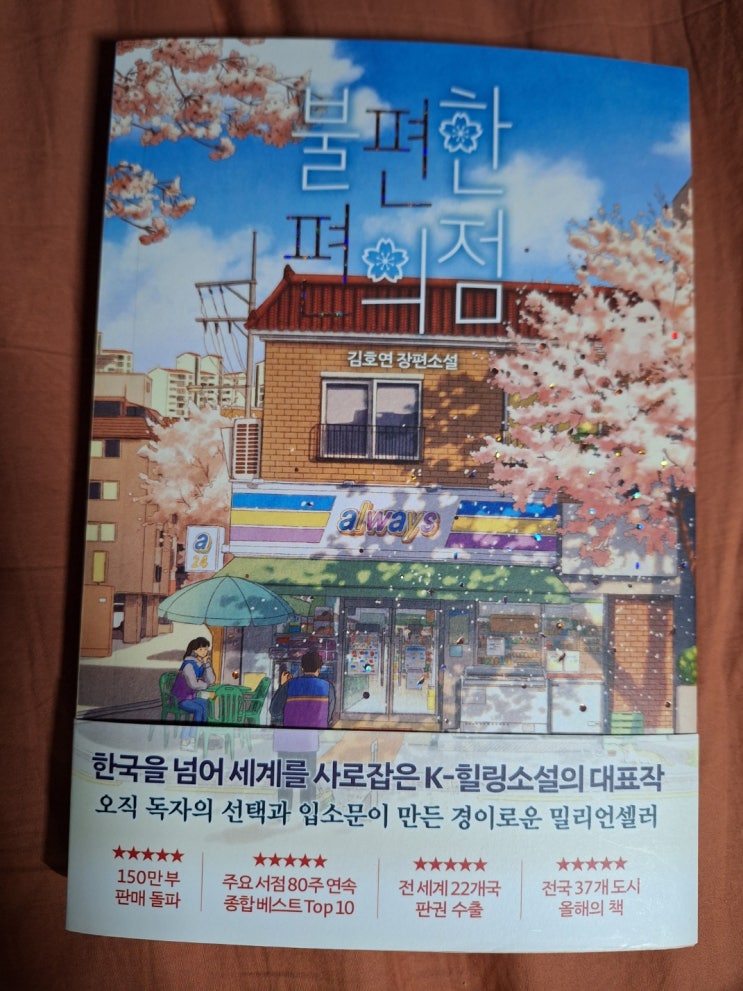 불편한
편의점
김호연 장편소설
always
a
24
한국을 넘어 세계를 사로잡은 K-힐링소설의 대표작
오직 독자의 선택과 입소문이 만든 경이로운 밀리언셀러
★★★★★
150만 부
판매 돌파
★★★★★
주요 서점 80주 연속
종합 베스트 Top 10
★★★★★
전 세계 22개국
판권 수출
★★★★★
전국 37개 도시
올해의 책